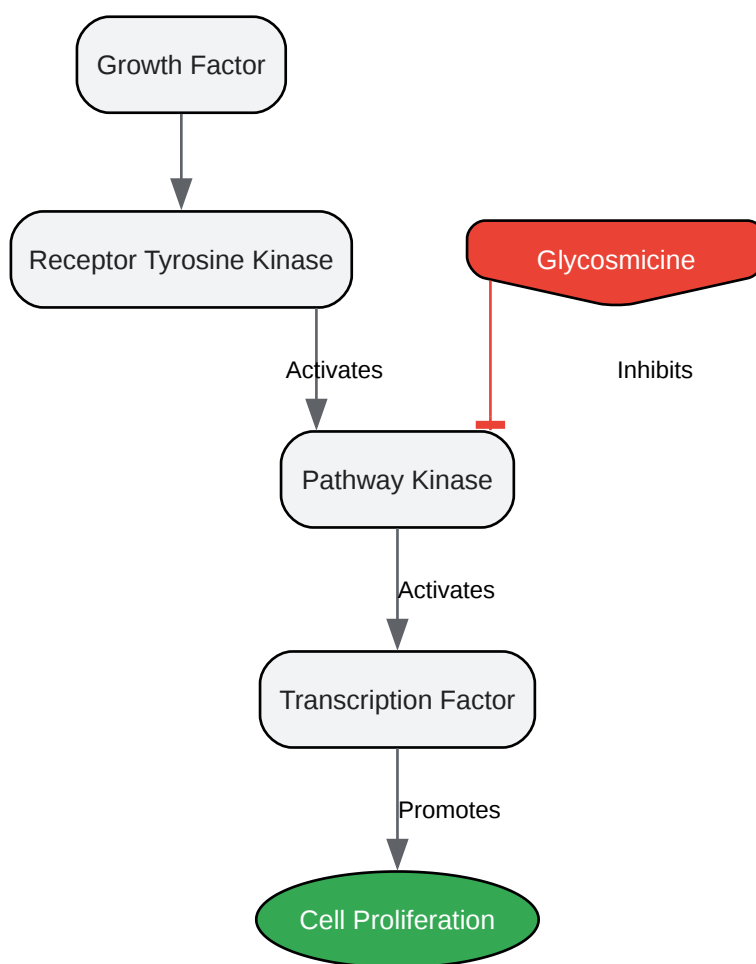 Growth Factor
Receptor Tyrosine Kinase
Glycosmicine
Activates
Inhibits
Pathway Kinase
Activates
Transcription Factor
Promotes
Cell Proliferation